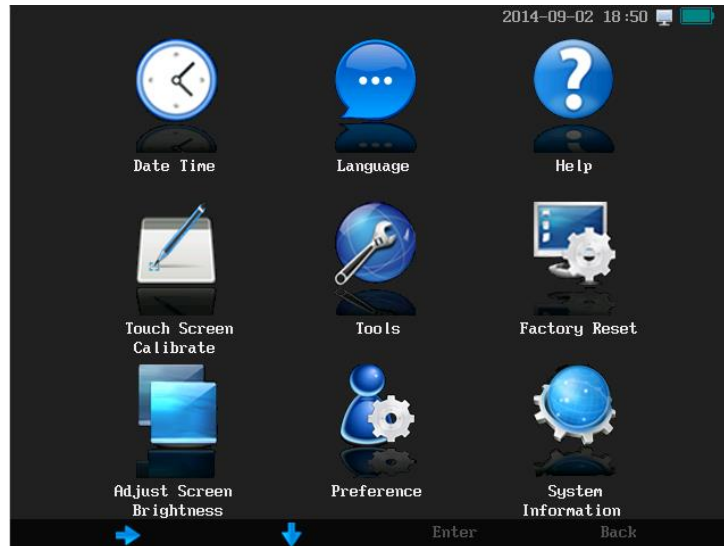 2014-09-02 18:50
Date Time
Language
Help
Touch Screen
Calibrate
Tools
Factory Reset
Adjust Screen
Brightness
Preference
System
Information
Enter
Back